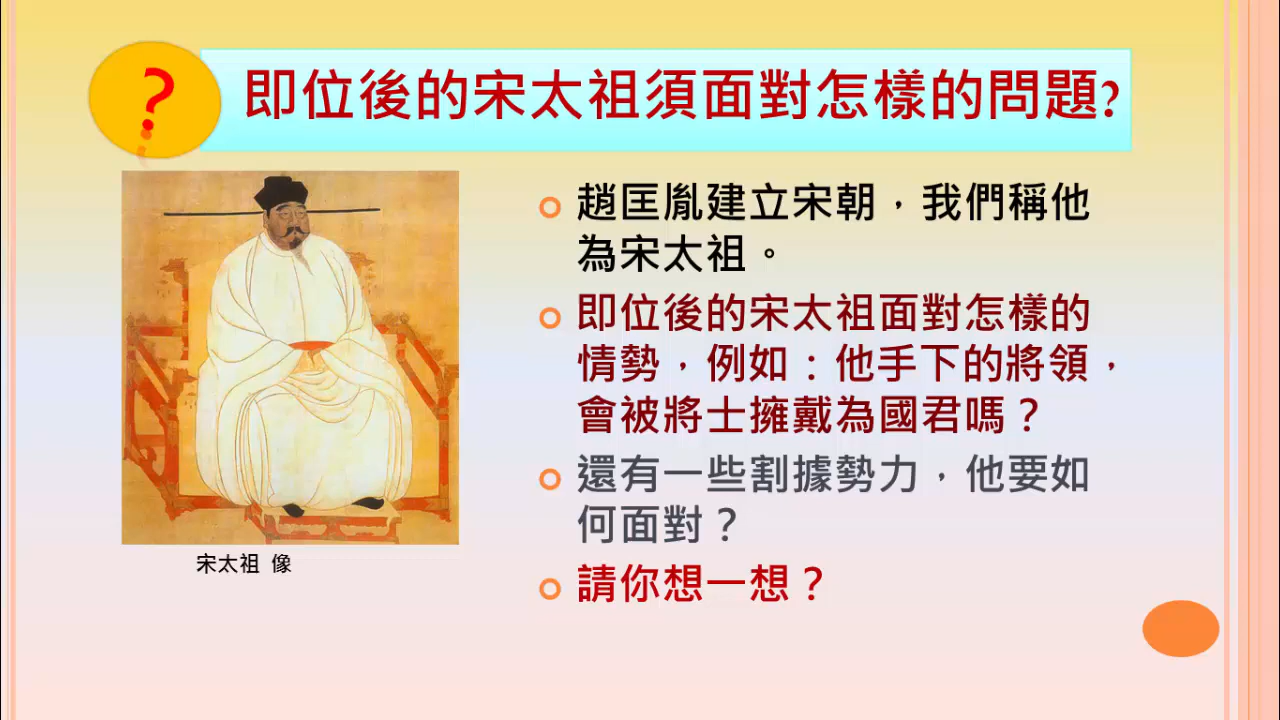 ?
即位後的宋太祖須面對怎樣的問題?
趙匡胤建立宋朝，我們稱他
為宋太祖。
即位後的宋太祖面對怎樣的
情勢，例如：他手下的將領，
會被將士擁戴為國君嗎？
還有一些割據勢力，他要如
何面對？
請你想一想？
宋太祖 像